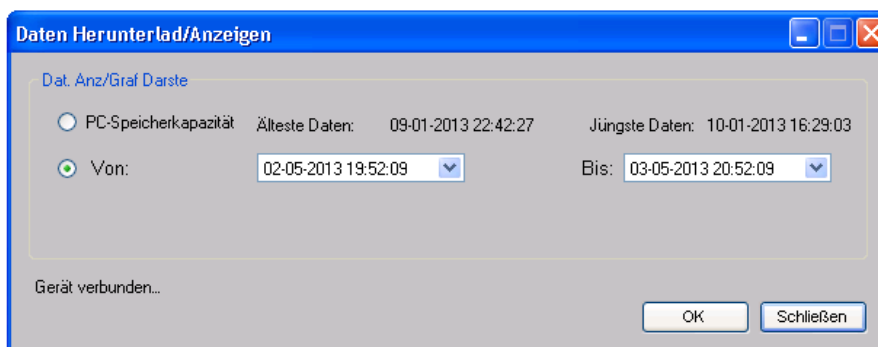 Daten Herunterlad/Anzeigen
Dat. Anz/Graf Darste
PC-Speicherkapazität Älteste Daten: 09-01-2013 22:42:27 Jüngste Daten: 10-01-2013 16:29:03
Von: 02-05-2013 19:52:09 Bis: 03-05-2013 20:52:09
Gerät verbunden...
OK Schließen